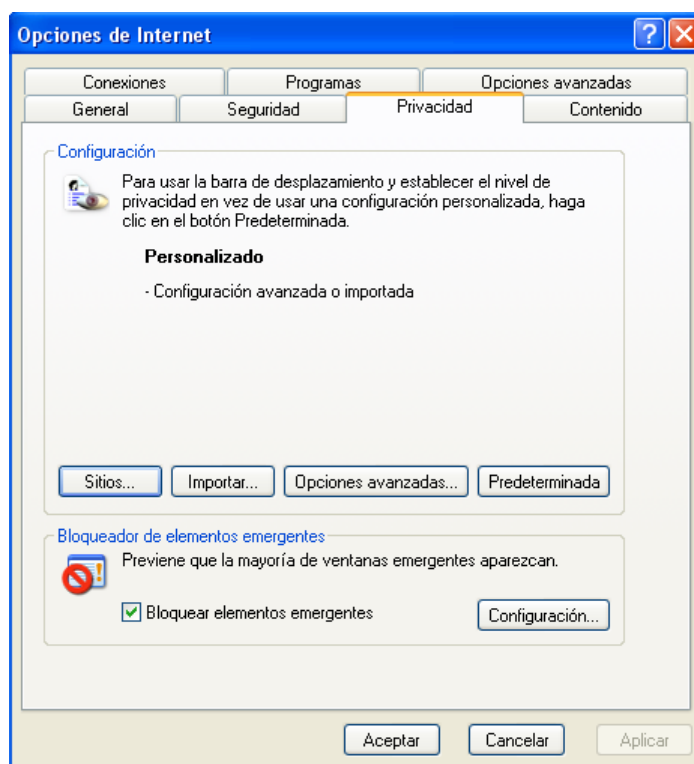 Opciones de Internet
Conexiones
Programas
Opciones avanzadas
General
Seguridad
Privacidad
Contenido
Configuración
Para usar la barra de desplazamiento y establecer el nivel de
privacidad en vez de usar una configuración personalizada, haga
clic en el botón Predeterminada.
Personalizado
- Configuración avanzada o importada
Sitios...
Importar...
Opciones avanzadas...
Predeterminada
Bloqueador de elementos emergentes
Previene que la mayoría de ventanas emergentes aparezcan.
Bloquear elementos emergentes
Configuración...
Aceptar
Cancelar
Aplicar